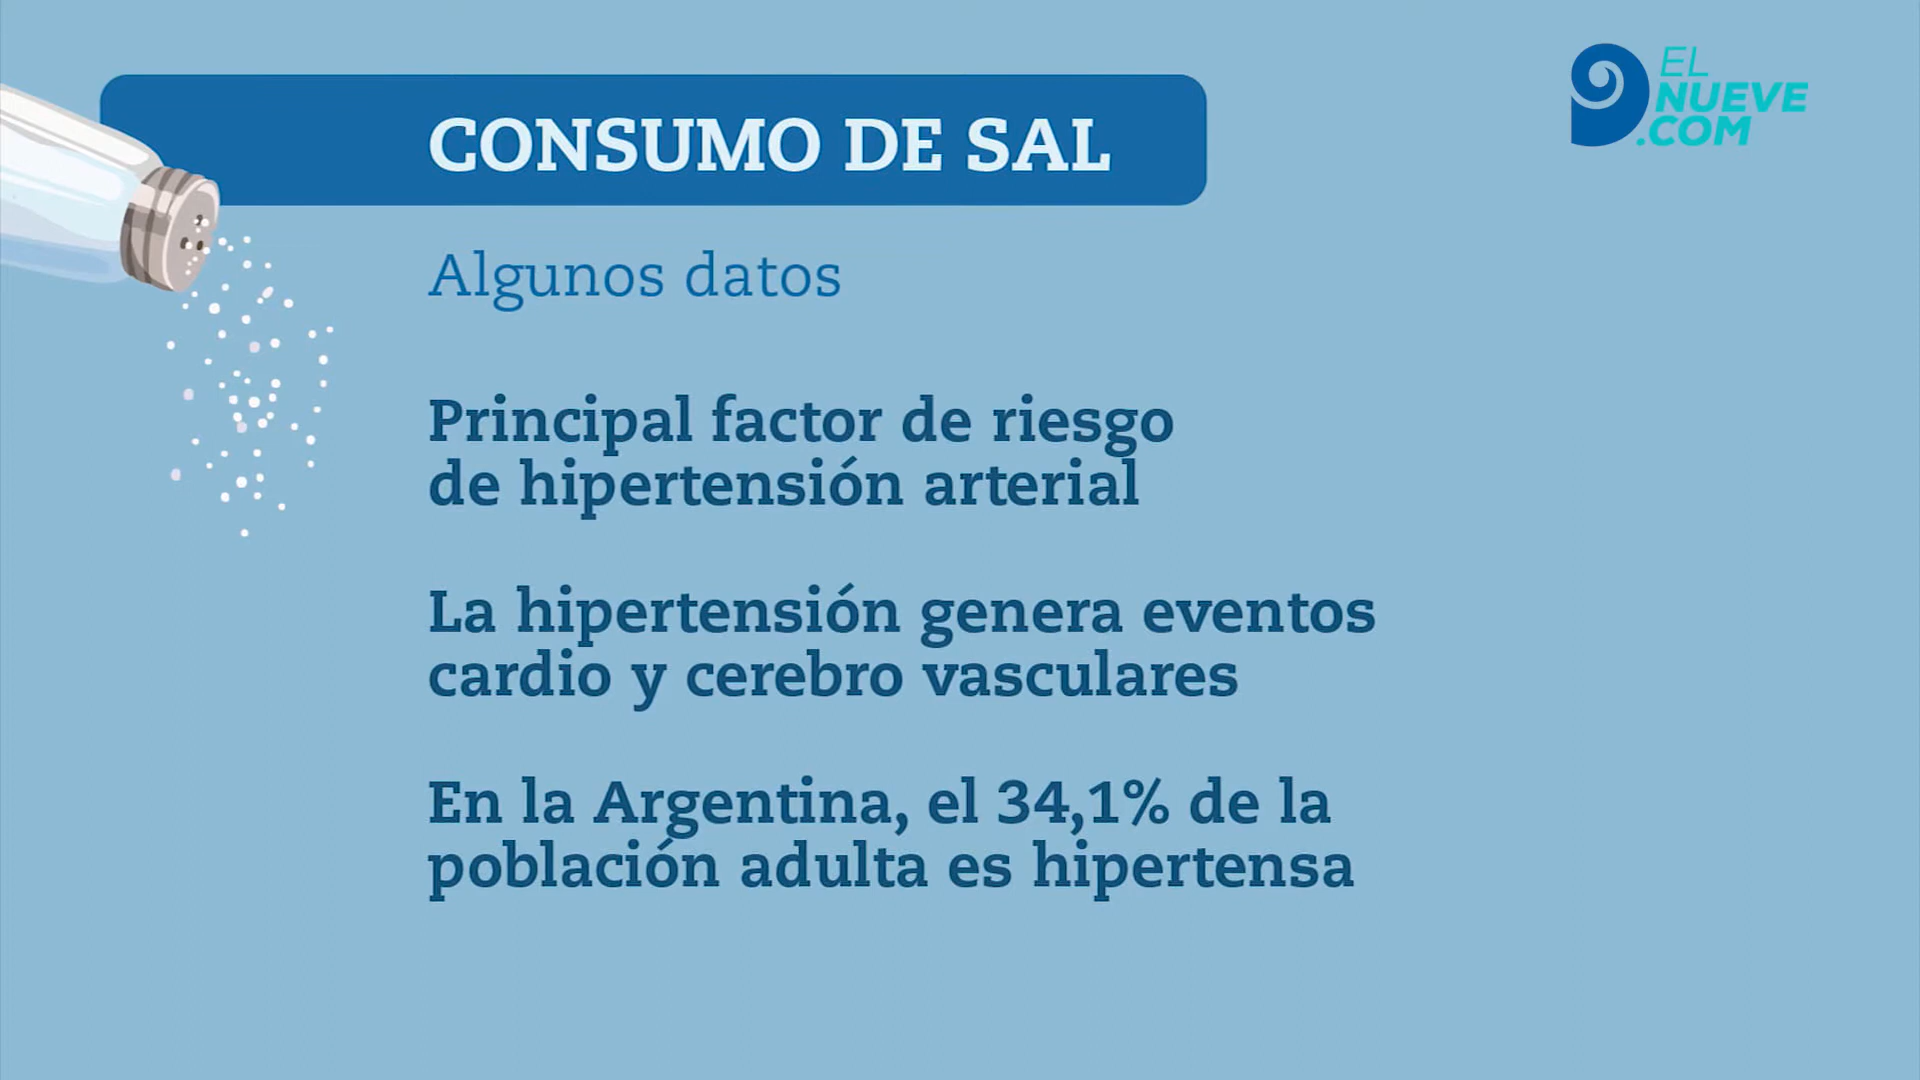 EL
NUEVE
.COM
CONSUMO DE SAL
Algunos datos
Principal factor de riesgo
de hipertensión arterial
La hipertensión genera eventos
cardio y cerebro vasculares
En la Argentina, el 34,1% de la
población adulta es hipertensa